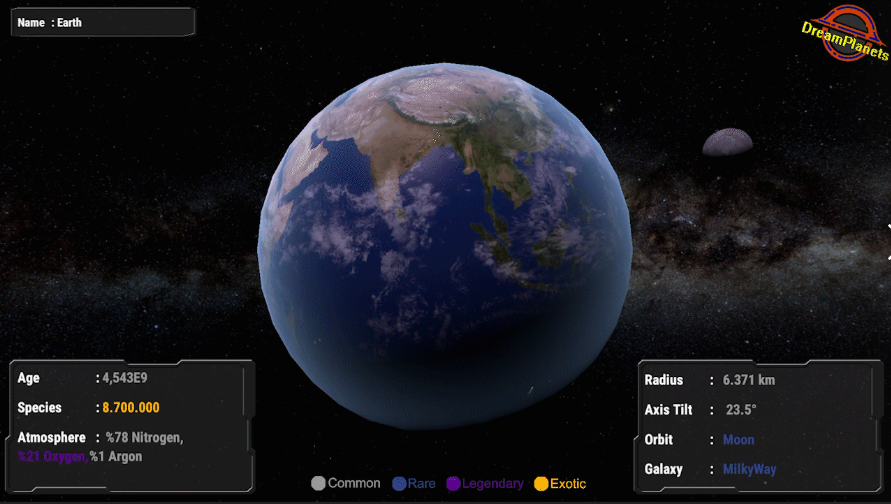 Name : Earth
DreamPlanets
Age : 4,543E9
Species : 8.700.000
Atmosphere : %78 Nitrogen,
%21 Oxygen,%1 Argon
Radius : 6.371 km
Axis Tilt : 23.5°
Orbit : Moon
Galaxy : MilkyWay
Common Rare Legendary Exotic